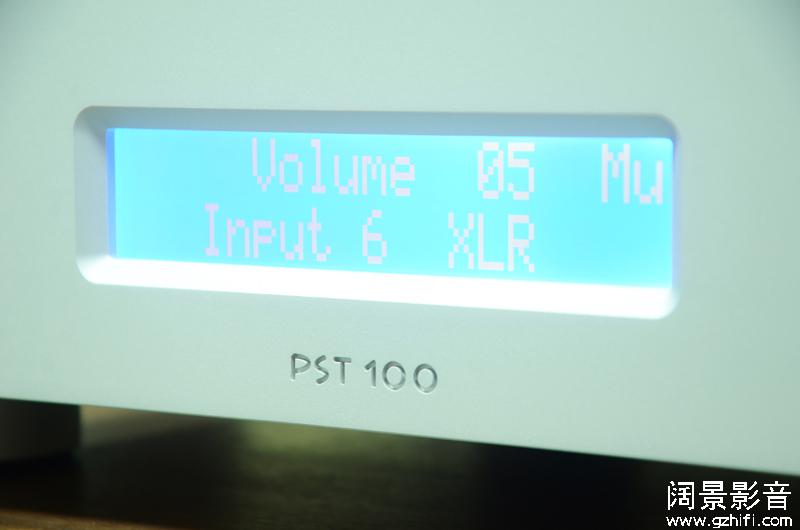 Volume 05 Mu
Input 6 XLR
PST 100
阔景影音
www.gzhifi.com